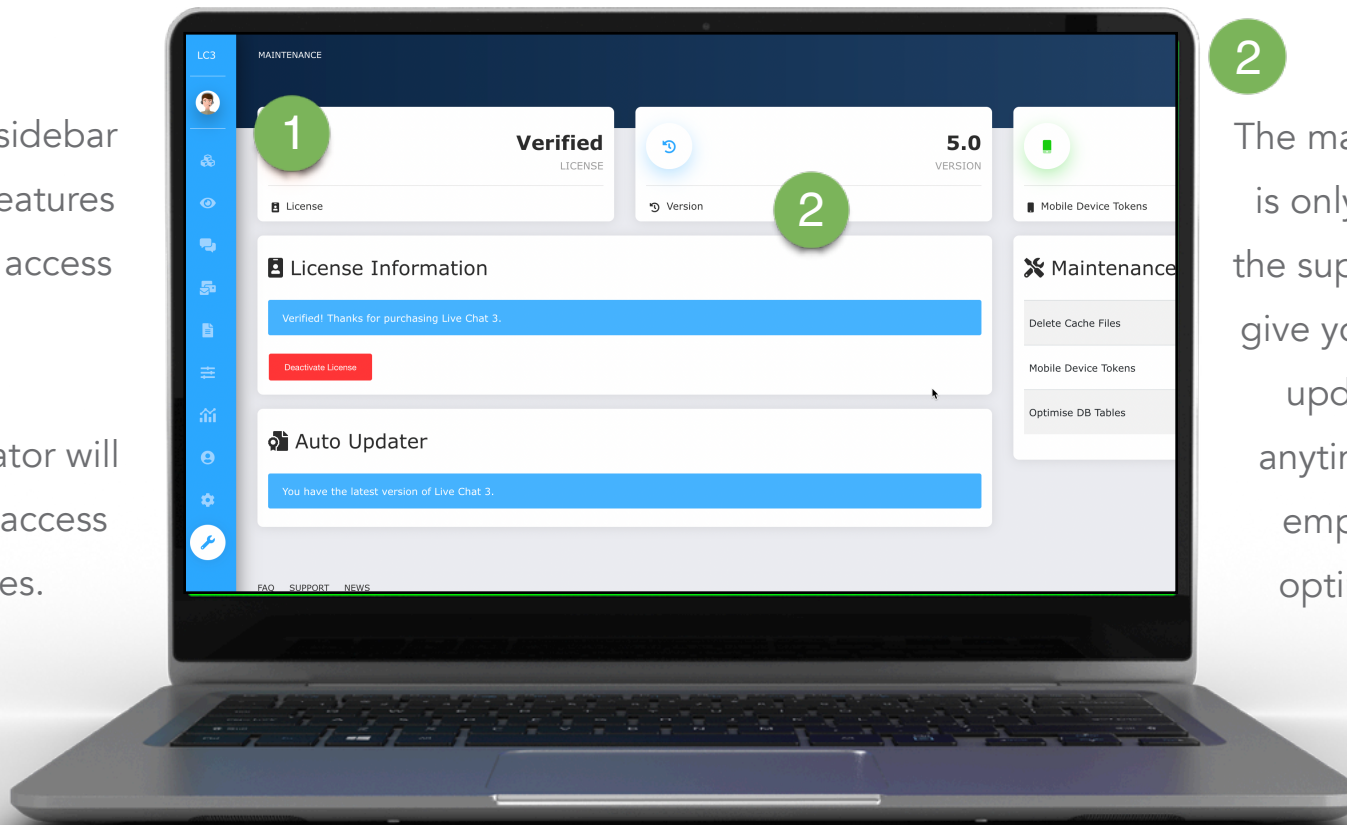 sidebar
eatures
access
ator will
access
es.
LC3
MAINTENANCE
1
Verified
LICENSE
License
5.0
VERSION
Version
2
Mobile Device Tokens
License Information
Verified! Thanks for purchasing Live Chat 3.
Deactivate License
Auto Updater
You have the latest version of Live Chat 3.
Maintenance
Delete Cache Files
Mobile Device Tokens
Optimise DB Tables
FAQ SUPPORT NEWS
2
The ma
is only
the sup
give yo
upd
anytin
emp
opti